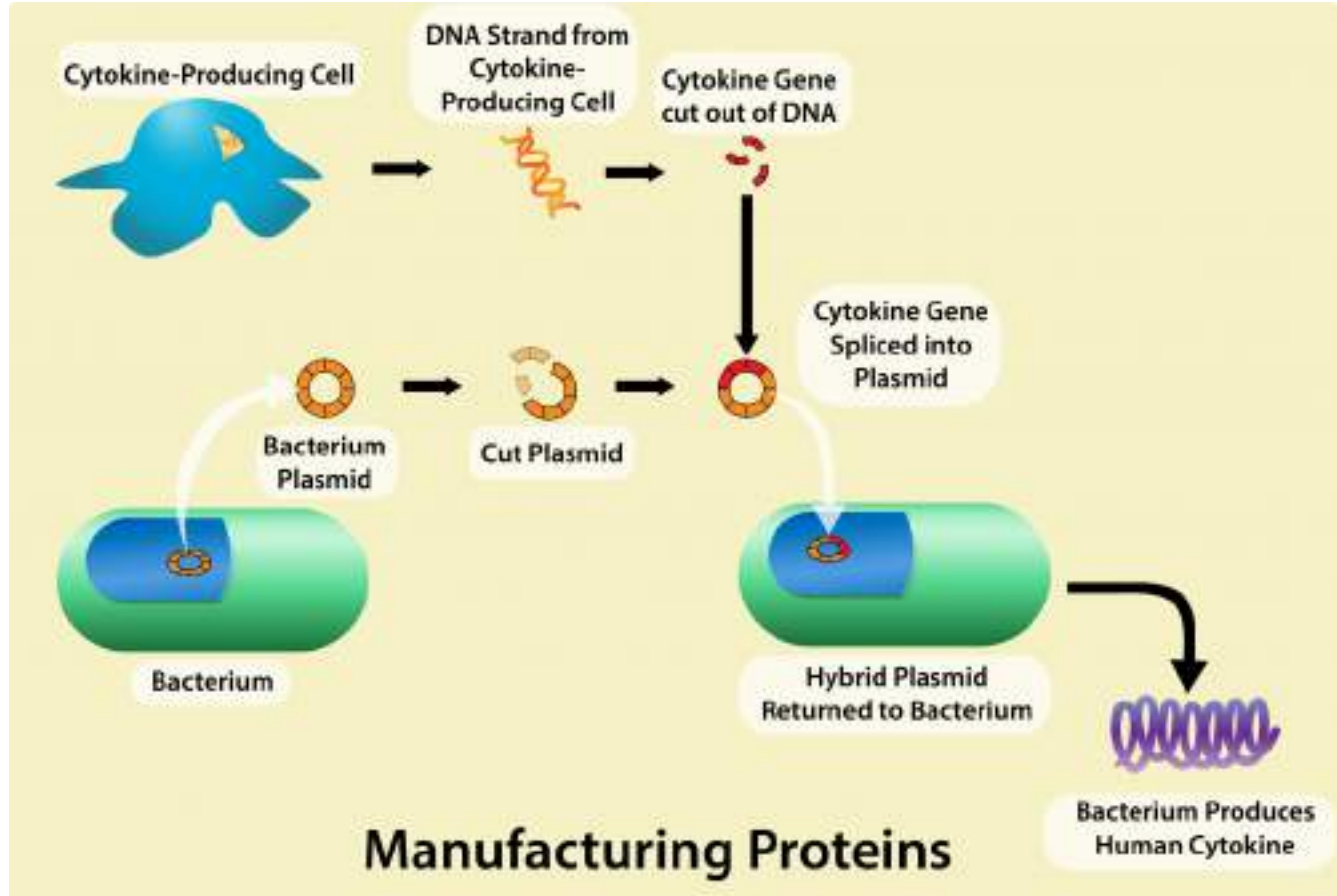 Cytokine-Producing Cell
DNA Strand from
Cytokine-
Producing Cell
Cytokine Gene
cut out of DNA
Cytokine Gene
Spliced into
Plasmid
Bacterium
Plasmid
Cut Plasmid
Bacterium
Hybrid Plasmid
Returned to Bacterium
Bacterium Produces
Human Cytokine
Manufacturing Proteins